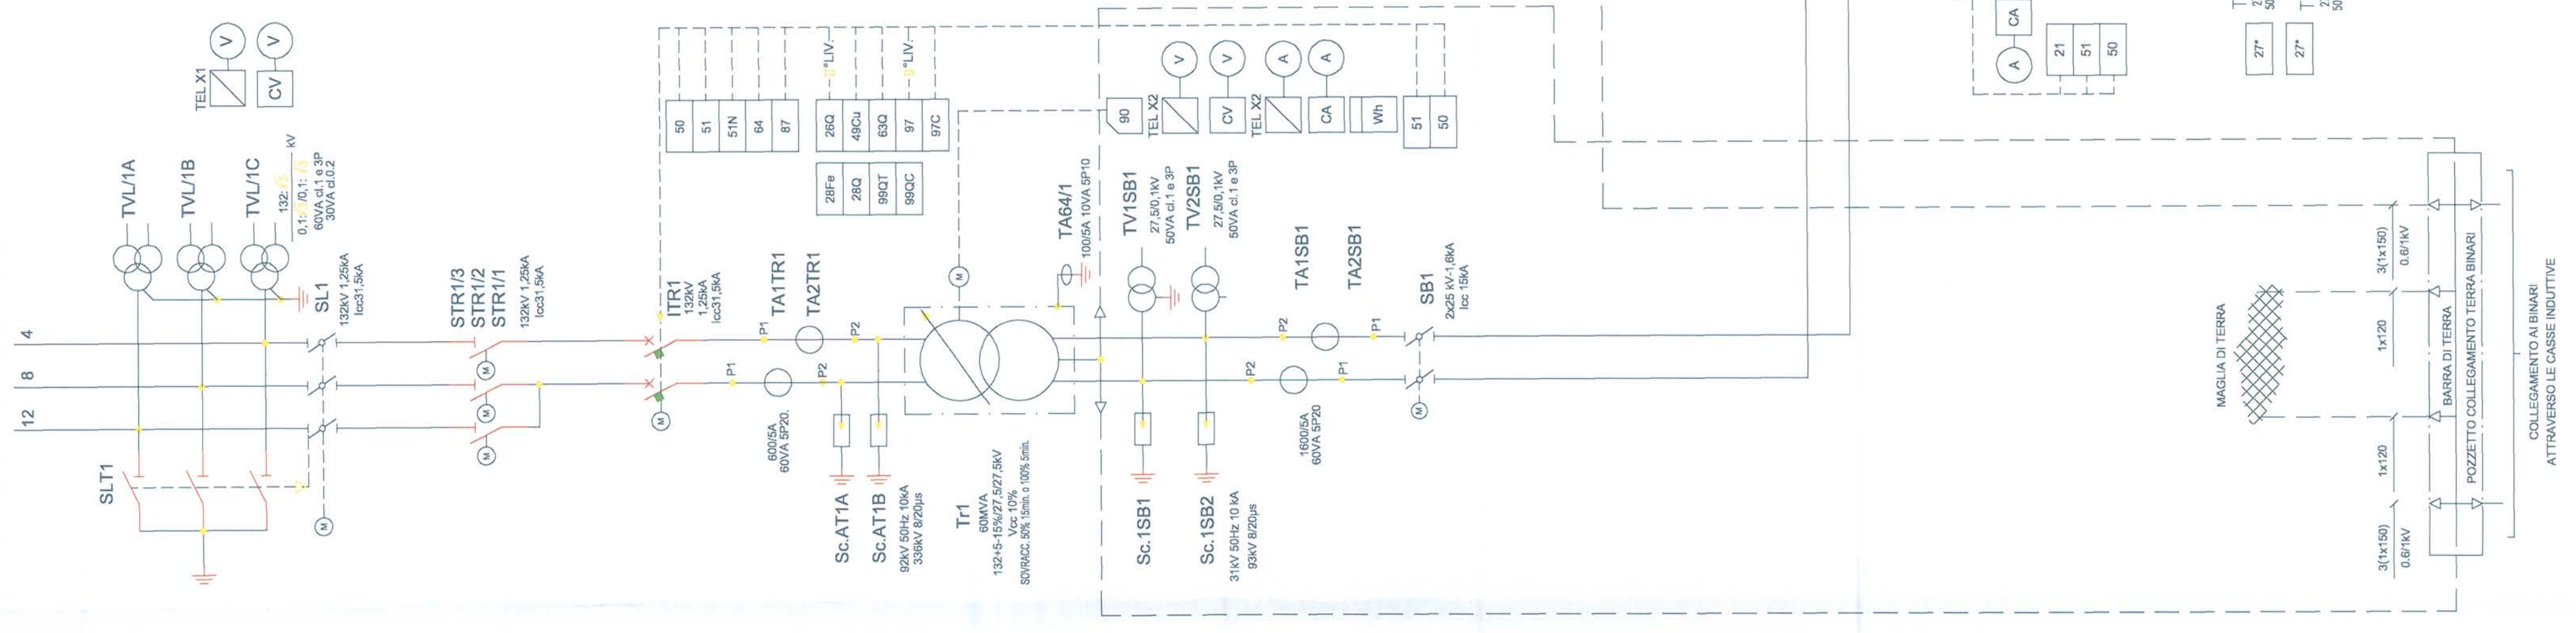 4
8
12
TEL X1
V
CV
V
TVL/1A
TVL/1B
TVL/1C
132:√3
0,1:√3/0,1:√3
kV
60VA cl.1 e 3P
30VA cl.0.2
SLT1
SL1
132kV 1,25kA
Icc31,5kA
M
STR1/3
STR1/2
STR1/1
132kV 1,25kA
Icc31,5kA
M
M
M
ITR1
132kV
1,25kA
Icc31,5kA
M
50
51
51N
64
87
26Q
49Cu
63Q
97
97C
II°LIV.
II°LIV.
28Fe
28Q
99QT
99QC
TA1TR1
TA2TR1
P1
P2
P1
P2
600/5A
60VA 5P20.
Sc.AT1A
Sc.AT1B
92kV 50Hz 10kA
336kV 8/20µs
Tr1
60MVA
132+5-15%/27,5/27,5kV
Vcc 10%
SOVRACC. 50% 15min. o 100% 5min.
M
TA64/1
100/5A 10VA 5P10
90
TEL X2
V
CV
V
TEL X2
A
CA
A
Wh
51
50
TV1SB1
27,5/0,1kV
50VA cl.1 e 3P
TV2SB1
27,5/0,1kV
50VA cl.1 e 3P
Sc.1SB1
Sc.1SB2
31kV 50Hz 10 kA
93kV 8/20µs
TA1SB1
TA2SB1
P2
P1
P2
P1
1600/5A
60VA 5P20
SB1
2x25 kV-1,6kA
Icc 15kA
M
CA
A
21
51
50
27*
27*
MAGLIA DI TERRA
3(1x150)
0.6/1kV
1x120
1x120
3(1x150)
0.6/1kV
BARRA DI TERRA
POZZETTO COLLEGAMENTO TERRA BINARI
COLLEGAMENTO AI BINARI
ATTRAVERSO LE CASSE INDUTTIVE